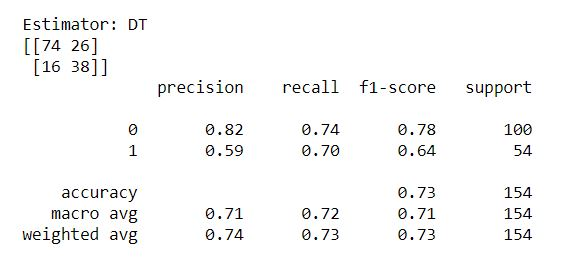 Estimator: DT
[[74 26]
 [16 38]]
              precision    recall  f1-score   support

           0       0.82      0.74      0.78       100
           1       0.59      0.70      0.64        54

    accuracy                           0.73       154
   macro avg       0.71      0.72      0.71       154
weighted avg       0.74      0.73      0.73       154